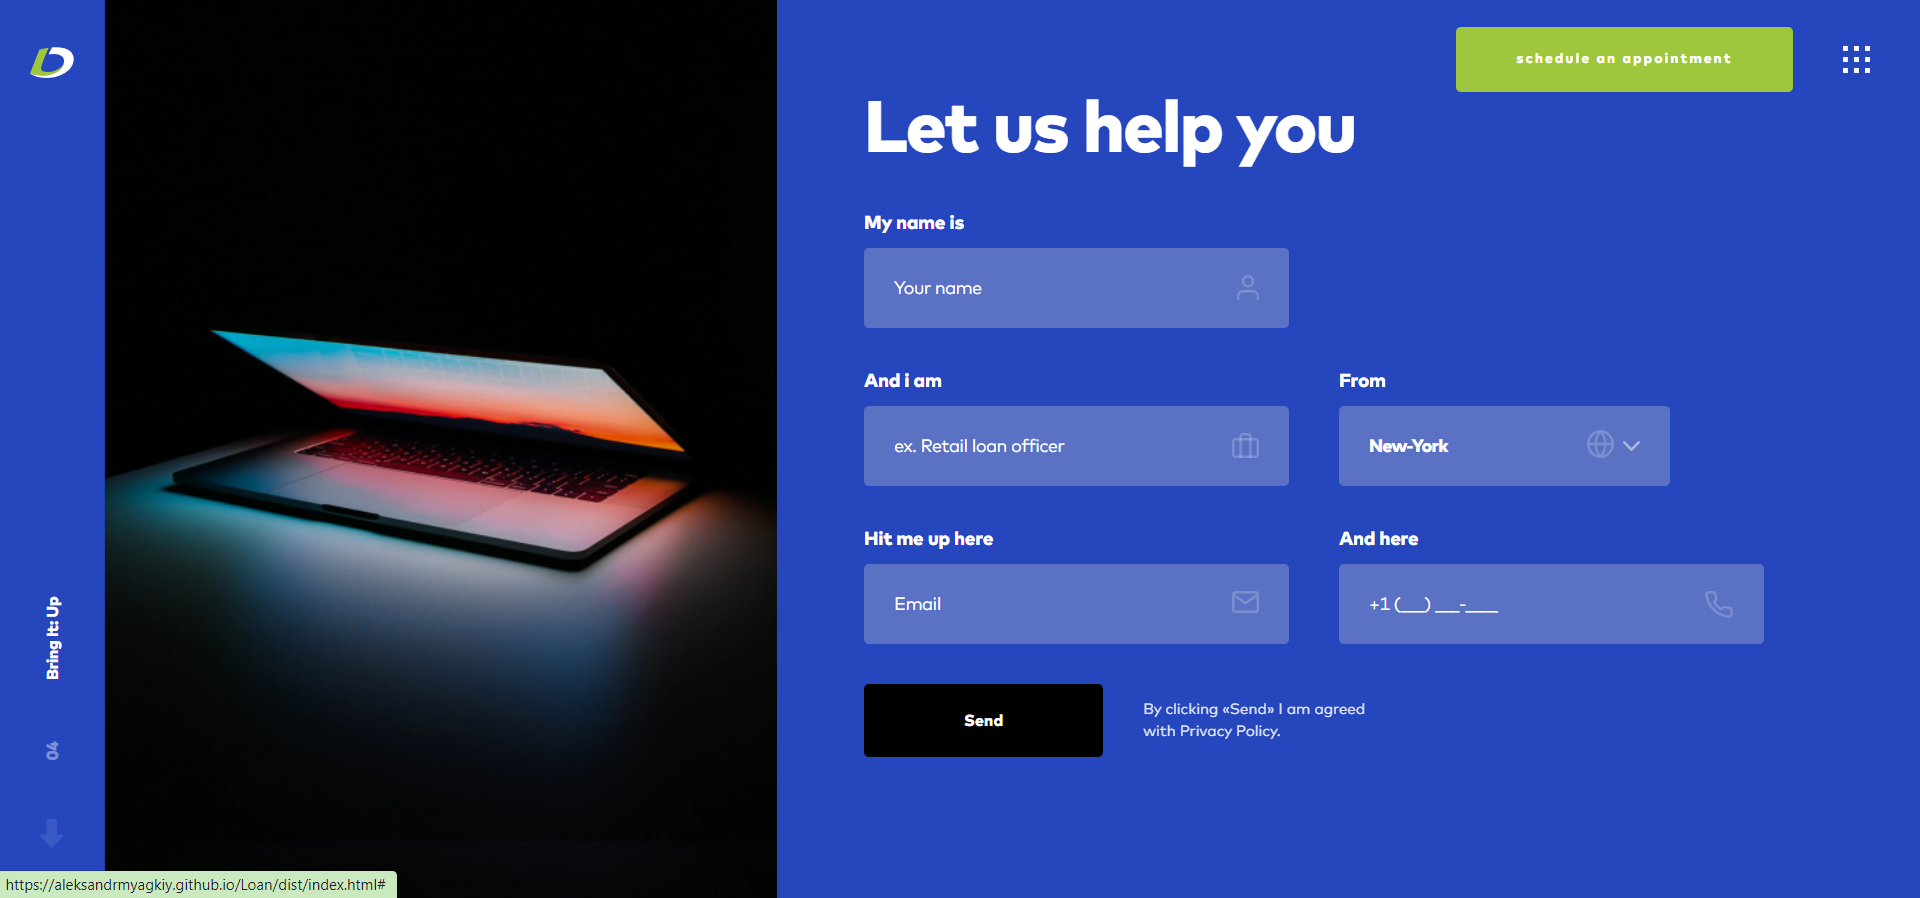 schedule an appointment
Let us help you
My name is
Your name
And i am
From
ex. Retail loan officer
New-York
Hit me up here
And here
Email
+1 (___) ___-____
Send
By clicking «Send» I am agreed
with Privacy Policy.
Bring It: Up
04
https://aleksandrmyagkiy.github.io/Loan/dist/index.html#